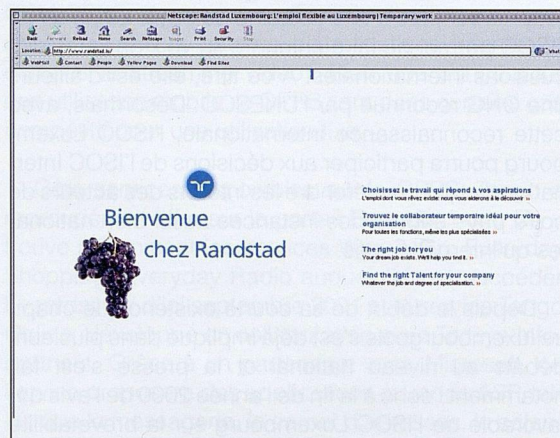 Netscape: Randstad Luxembourg: L'emploi flexible au Luxembourg | Temporary work
Back Forward Reload Home Search Netscape Images Print Security Stop
Location: http://www.randstad.lu/
WebMail Contact People Yellow Pages Download Find Sites
Bienvenue
chez Randstad
Choisissez le travail qui répond à vos aspirations
L'emploi dont vous rêvez existe: nous vous aiderons à le découvrir »
Trouvez le collaborateur temporaire idéal pour votre
organisation
Toutes les fonctions, même les plus spécialisées »
The right job for you
Your dream job exists. We'll help you find it. »
Find the right Talent for your company
Whatever the job and degree of specialisation. »